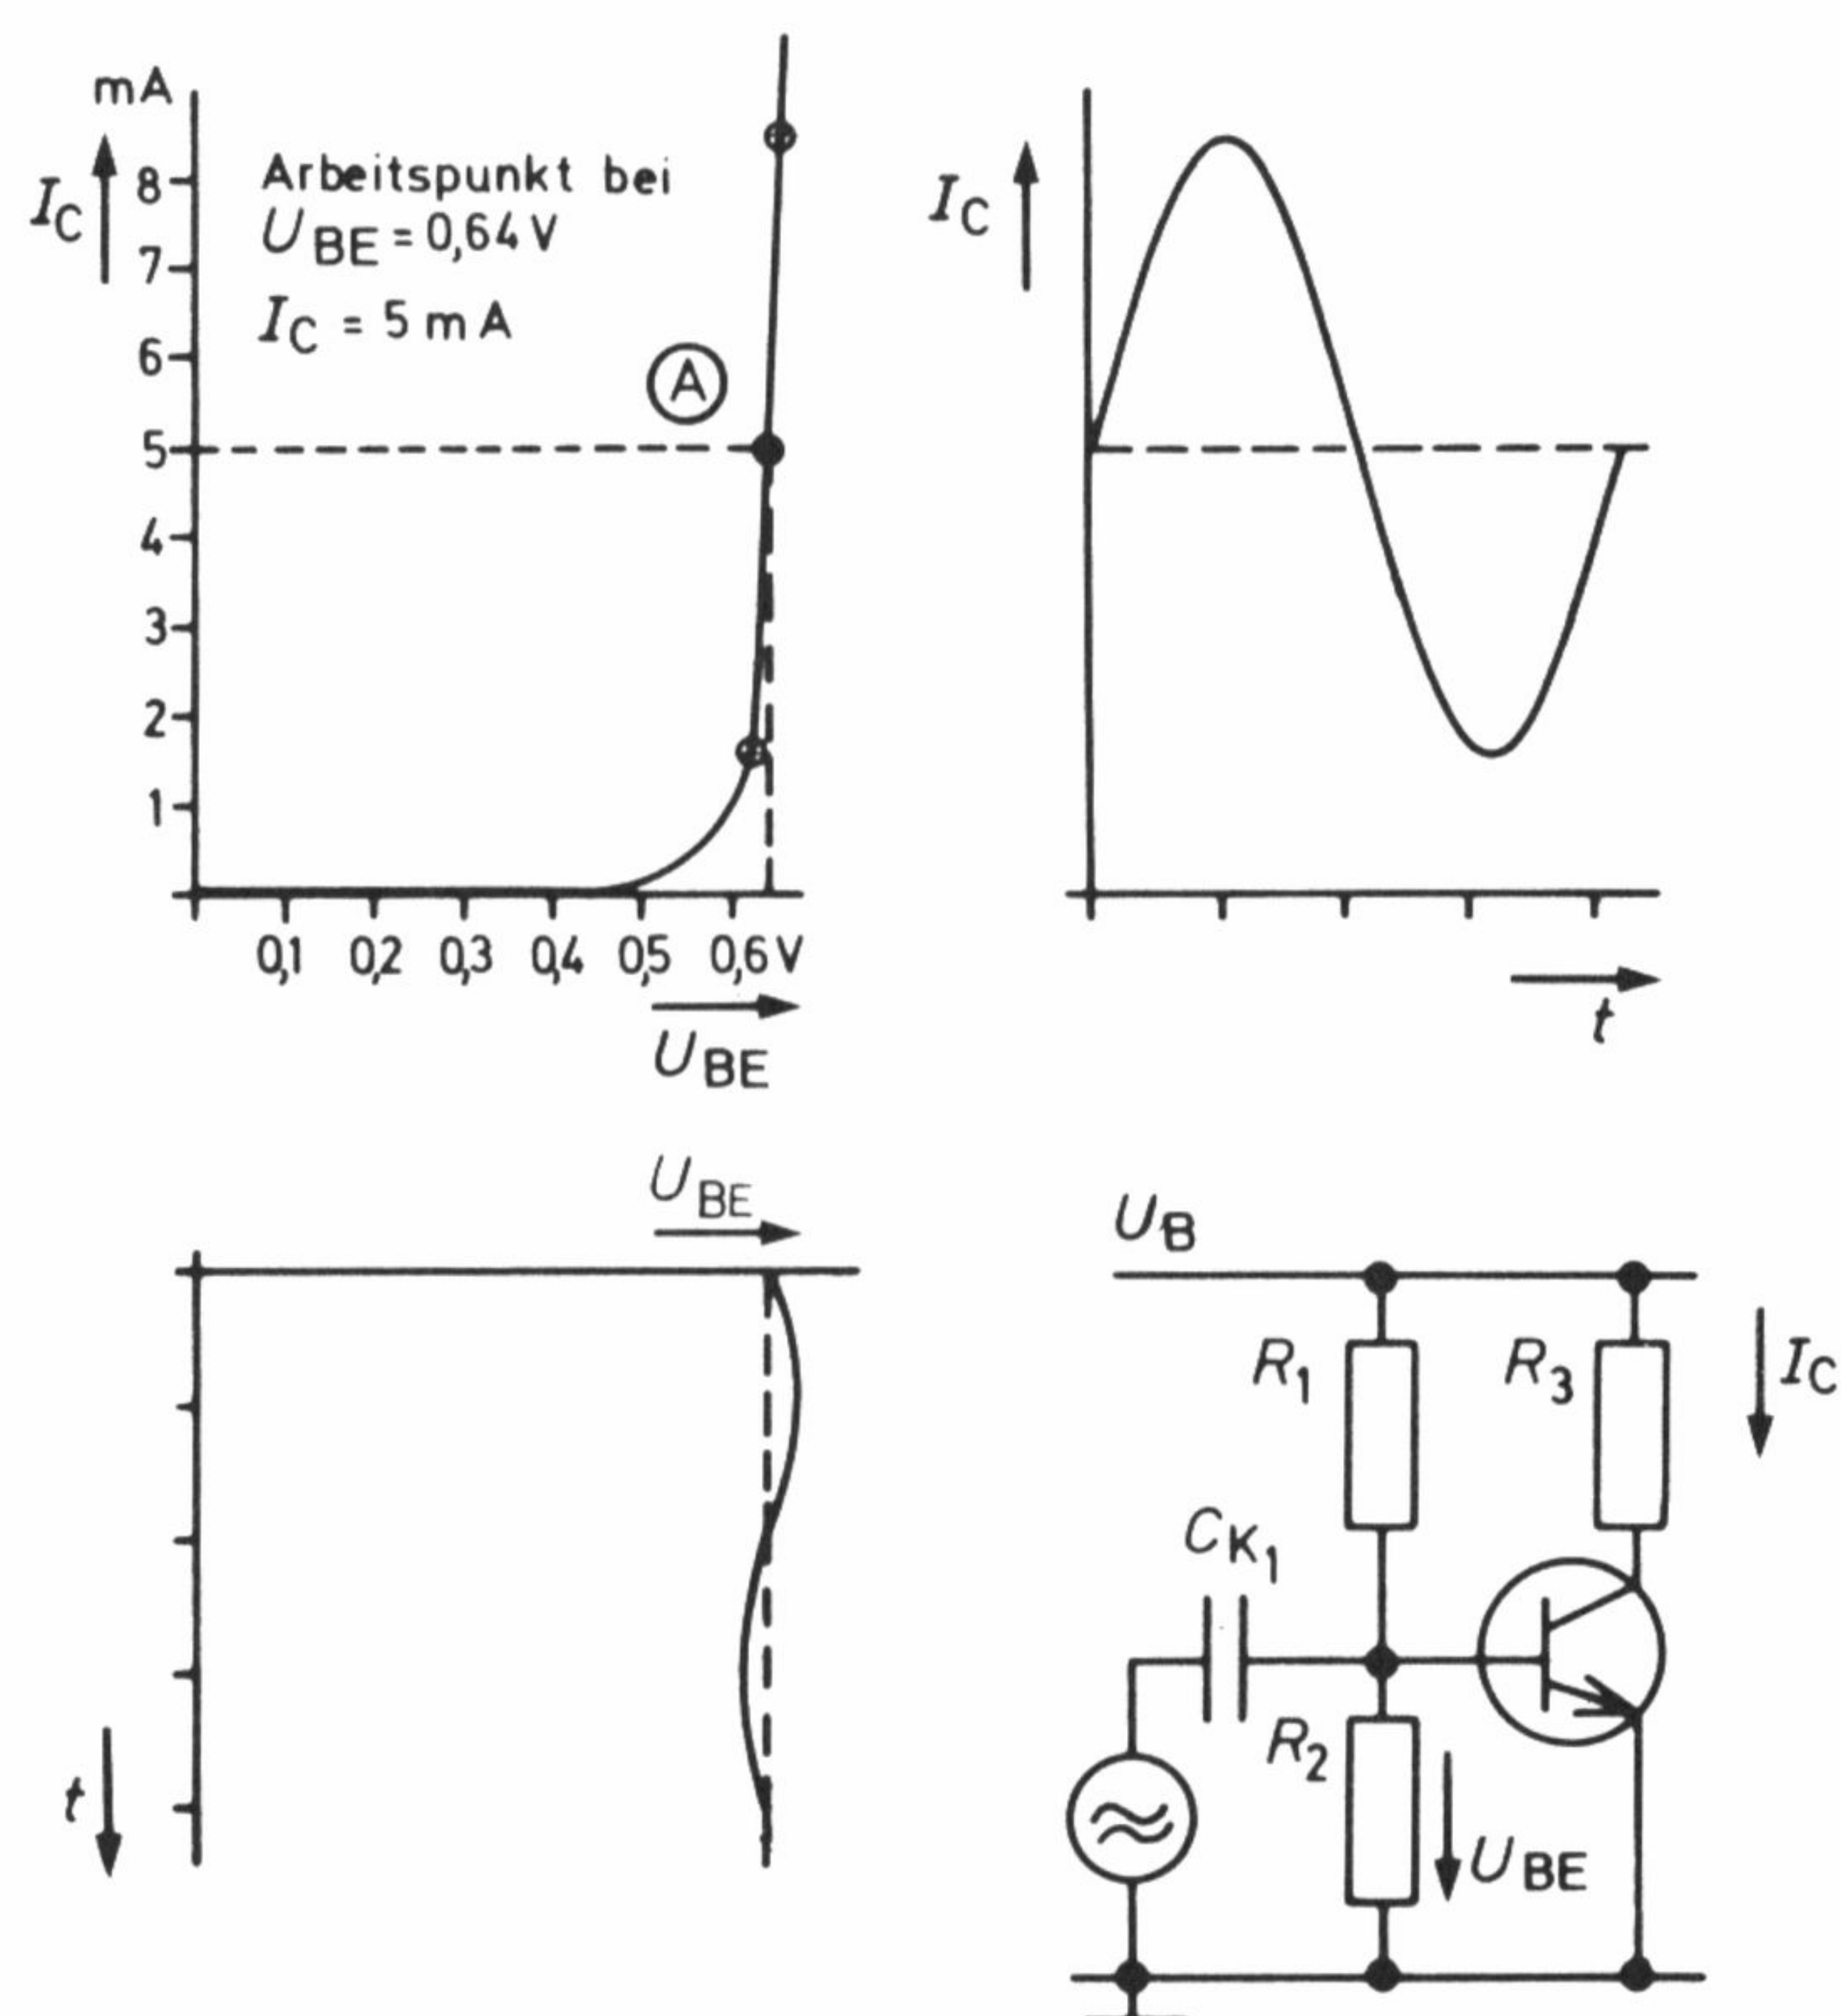 mA
I_C
8
7
6
5
4
3
2
1
Arbeitspunkt bei
U_BE = 0,64 V
I_C = 5 mA
A
0,1 0,2 0,3 0,4 0,5 0,6 V
U_BE
I_C
t
U_BE
t
U_B
R_1
R_3
I_C
C_K1
R_2
U_BE